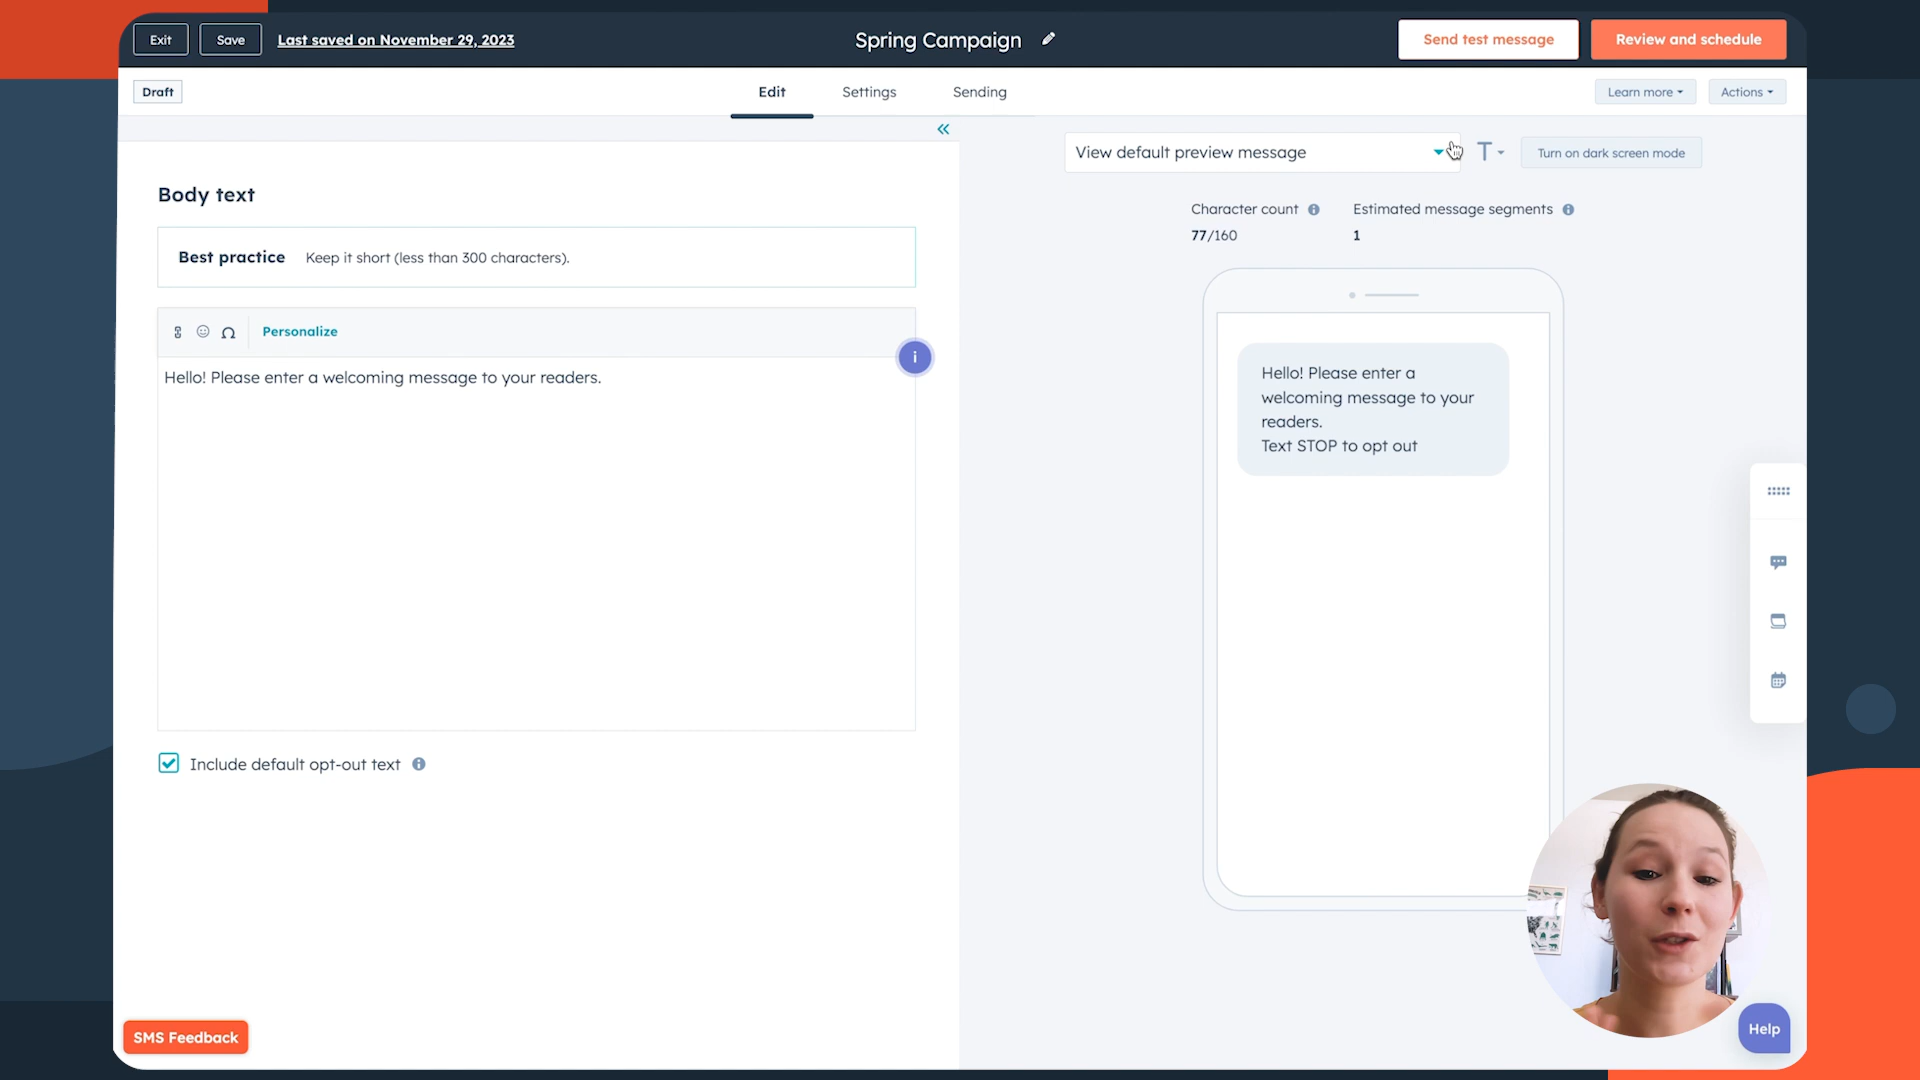 Exit
Save
Last saved on November 29, 2023
Spring Campaign
Send test message
Review and schedule
Draft
Edit
Settings
Sending
Learn more
Actions
View default preview message
Turn on dark screen mode
Body text
Character count
Estimated message segments
77/160
1
Best practice Keep it short (less than 300 characters).
Personalize
Hello! Please enter a welcoming message to your readers.
Hello! Please enter a
welcoming message to your
readers.
Text STOP to opt out
Include default opt-out text
SMS Feedback
Help